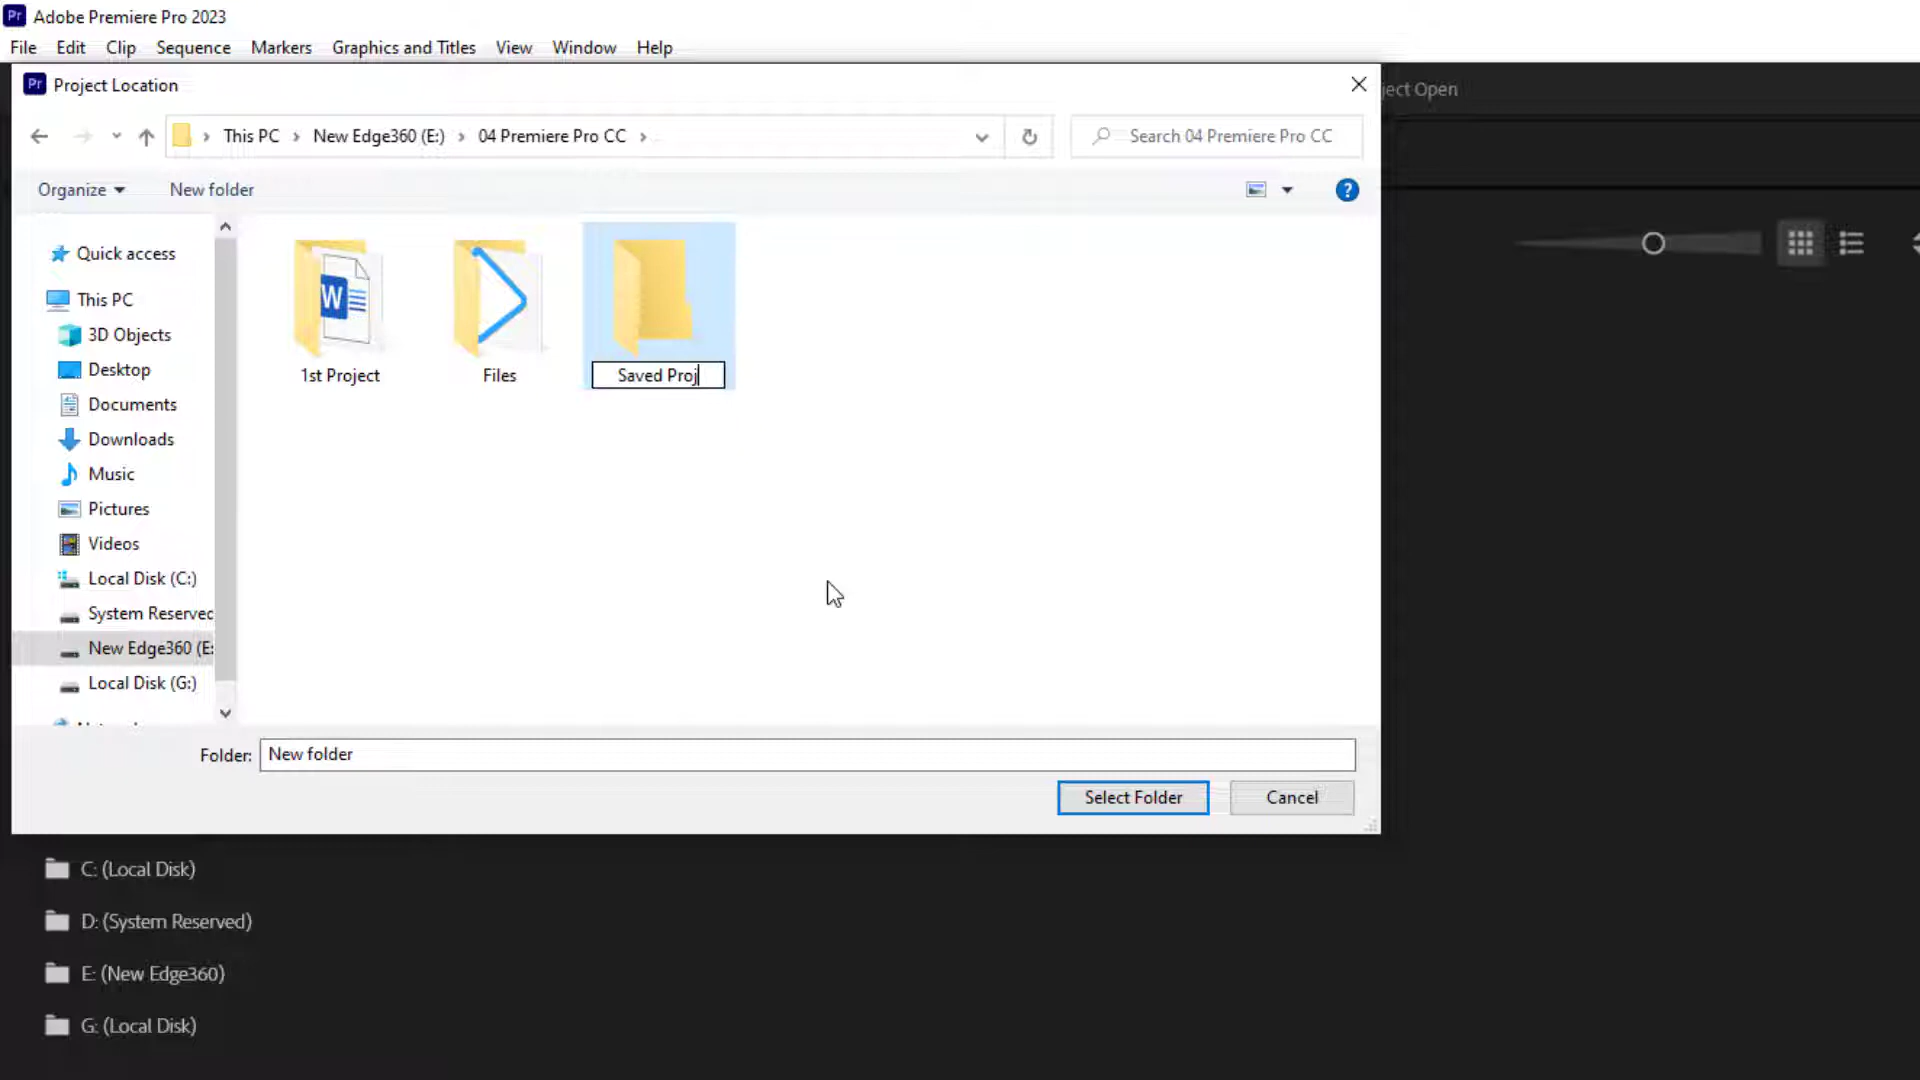 Pr Adobe Premiere Pro 2023
File Edit Clip Sequence Markers Graphics and Titles View Window Help
Pr Project Location
ject Open
This PC New Edge360 (E:) 04 Premiere Pro CC
Search 04 Premiere Pro CC
Organize New folder
?
Quick access
This PC
3D Objects
Desktop
Documents
Downloads
Music
Pictures
Videos
Local Disk (C:)
System Reserved
New Edge360 (E:
Local Disk (G:)
W
1st Project
Files
Saved Proj
Folder: New folder
Select Folder Cancel
C: (Local Disk)
D: (System Reserved)
E: (New Edge360)
G: (Local Disk)